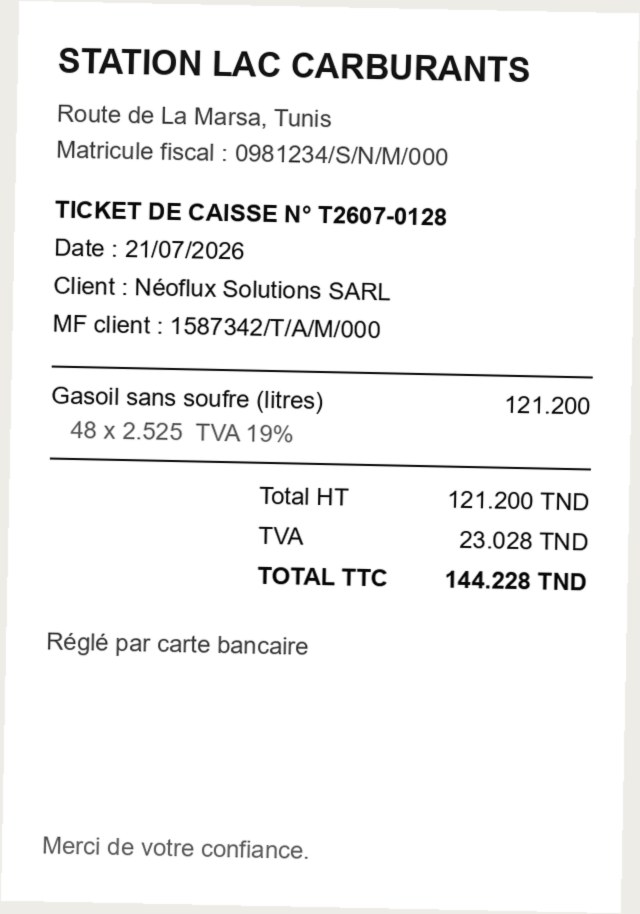 STATION LAC CARBURANTS
Route de La Marsa, Tunis
Matricule fiscal : 0981234/S/N/M/000
TICKET DE CAISSE N° T2607-0128
Date : 21/07/2026
Client : Néoflux Solutions SARL
MF client : 1587342/T/A/M/000
Gasoil sans soufre (litres) 121.200
48 x 2.525 TVA 19%
Total HT 121.200 TND
TVA 23.028 TND
TOTAL TTC 144.228 TND
Réglé par carte bancaire
Merci de votre confiance.